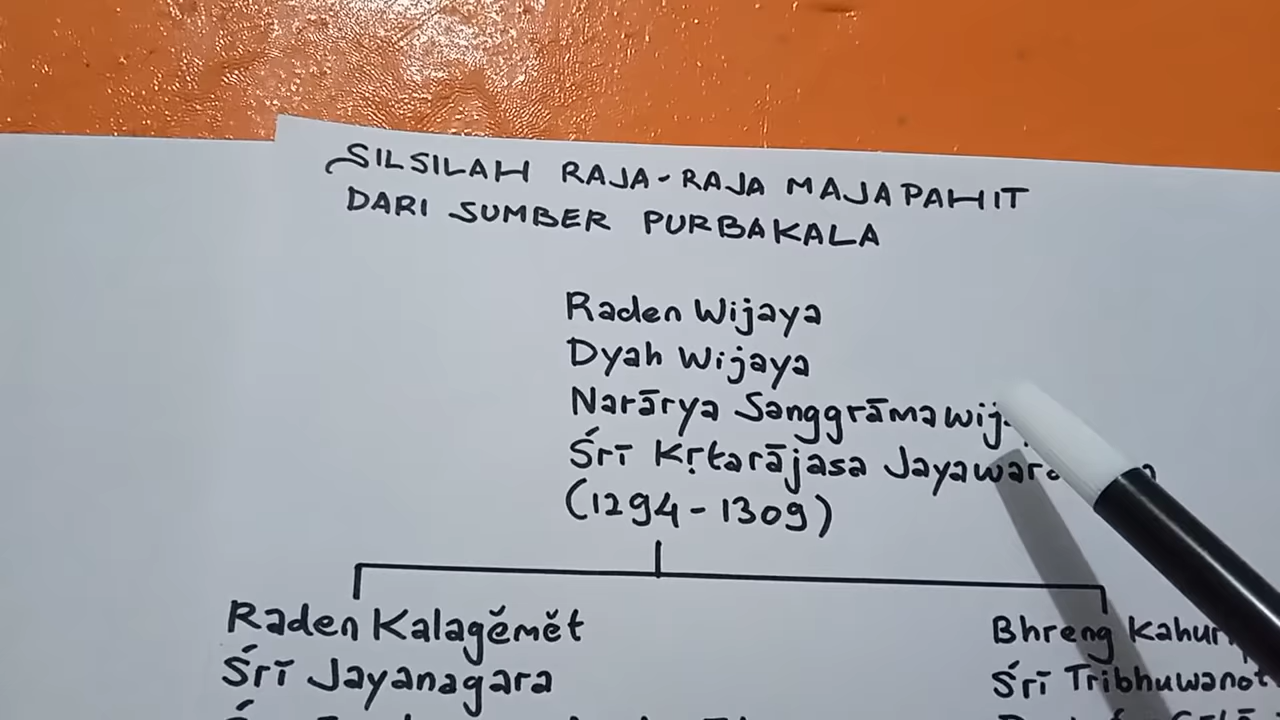 SILSILAH RAJA-RAJA MAJAPAHIT
DARI SUMBER PURBAKALA
Raden Wijaya
Dyah Wijaya
Narārya Sanggrāmawij
Śrī Kṛtarājasa Jayawar
(1294-1309)
Raden Kalagĕmĕt
Bhreng Kahur
Śrī Jayanagara
Śrī Tribhuwanot